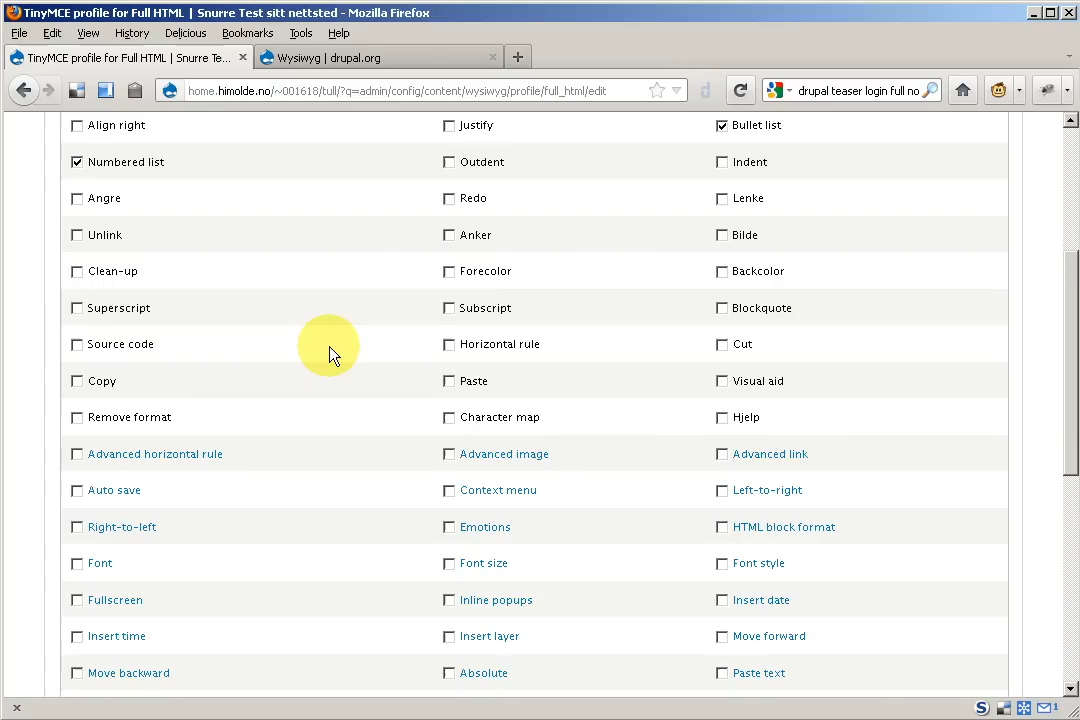 TinyMCE profile for Full HTML | Snurre Test sitt nettsted - Mozilla Firefox
File Edit View History Delicious Bookmarks Tools Help
TinyMCE profile for Full HTML | Snurre Te... Wysiwyg | drupal.org
home.himolde.no/~001618/tull/?q=admin/config/content/wysiwyg/profile/full_html/edit drupal teaser login full no
Align right Justify Bullet list
Numbered list Outdent Indent
Angre Redo Lenke
Unlink Anker Bilde
Clean-up Forecolor Backcolor
Superscript Subscript Blockquote
Source code Horizontal rule Cut
Copy Paste Visual aid
Remove format Character map Hjelp
Advanced horizontal rule Advanced image Advanced link
Auto save Context menu Left-to-right
Right-to-left Emotions HTML block format
Font Font size Font style
Fullscreen Inline popups Insert date
Insert time Insert layer Move forward
Move backward Absolute Paste text
S 1